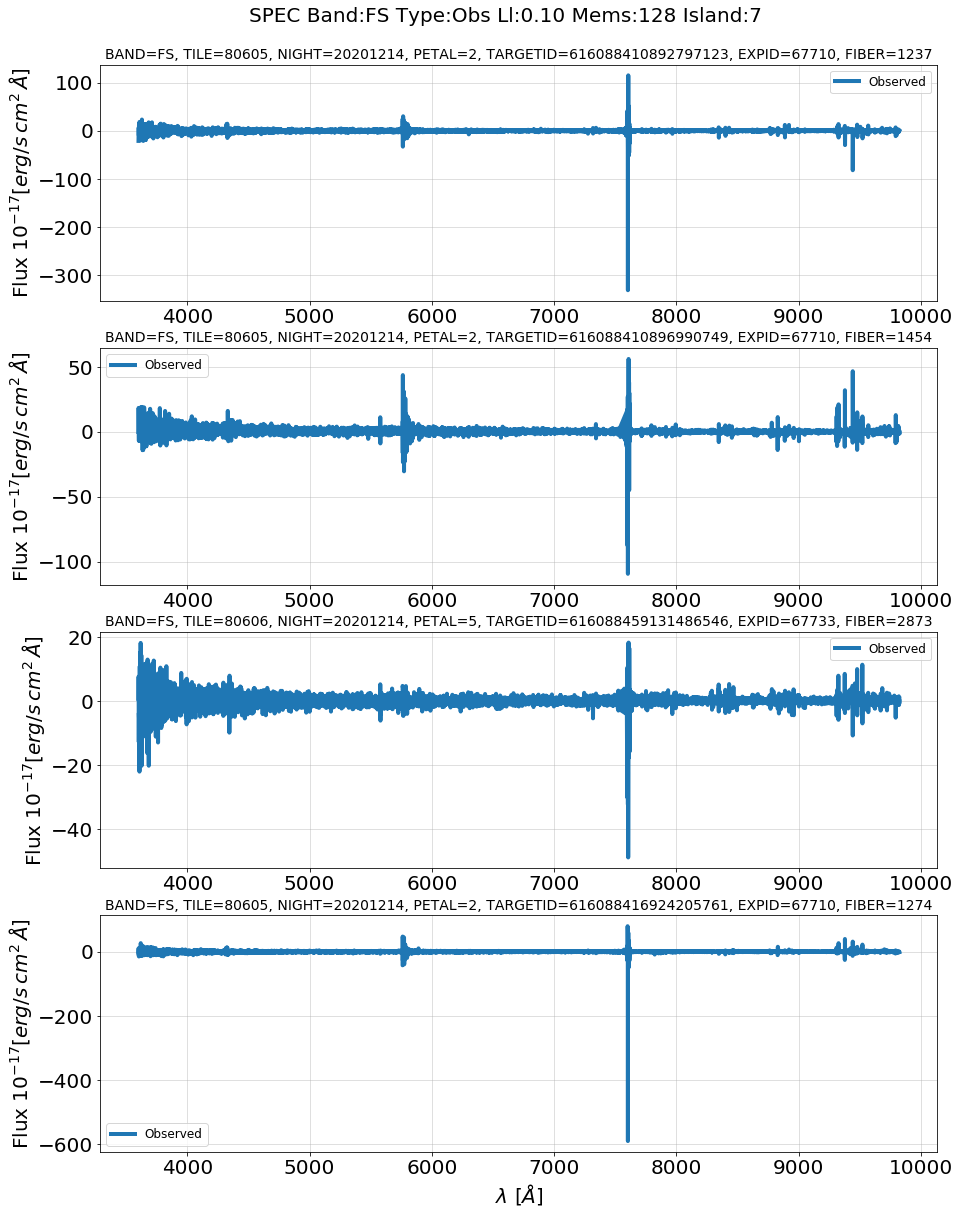 SPEC Band:FS Type:Obs Ll:0.10 Mems:128 Island:7
BAND=FS, TILE=80605, NIGHT=20201214, PETAL=2, TARGETID=616088410892797123, EXPID=67710, FIBER=1237
Observed
100
0
−100
−200
−300
Flux 10^{−17}[erg/s cm^2 Å]
4000 5000 6000 7000 8000 9000 10000
BAND=FS, TILE=80605, NIGHT=20201214, PETAL=2, TARGETID=616088410896990749, EXPID=67710, FIBER=1454
Observed
50
0
−50
−100
Flux 10^{−17}[erg/s cm^2 Å]
4000 5000 6000 7000 8000 9000 10000
BAND=FS, TILE=80606, NIGHT=20201214, PETAL=5, TARGETID=616088459131486546, EXPID=67733, FIBER=2873
Observed
20
0
−20
−40
Flux 10^{−17}[erg/s cm^2 Å]
4000 5000 6000 7000 8000 9000 10000
BAND=FS, TILE=80605, NIGHT=20201214, PETAL=2, TARGETID=616088416924205761, EXPID=67710, FIBER=1274
0
−200
−400
−600
Flux 10^{−17}[erg/s cm^2 Å]
Observed
4000 5000 6000 7000 8000 9000 10000
λ [Å]